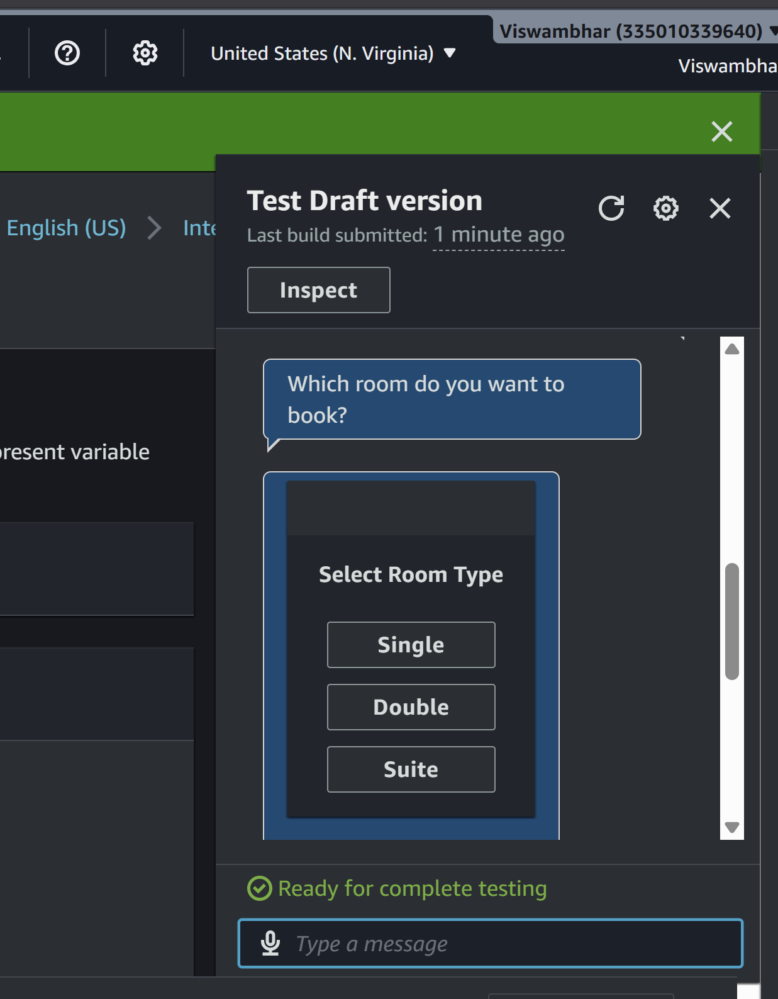 Viswambhar (335010339640)
United States (N. Virginia)
Viswambha
Test Draft version
English (US)
Inte
Last build submitted: 1 minute ago
Inspect
Which room do you want to
book?
present variable
Select Room Type
Single
Double
Suite
Ready for complete testing
Type a message